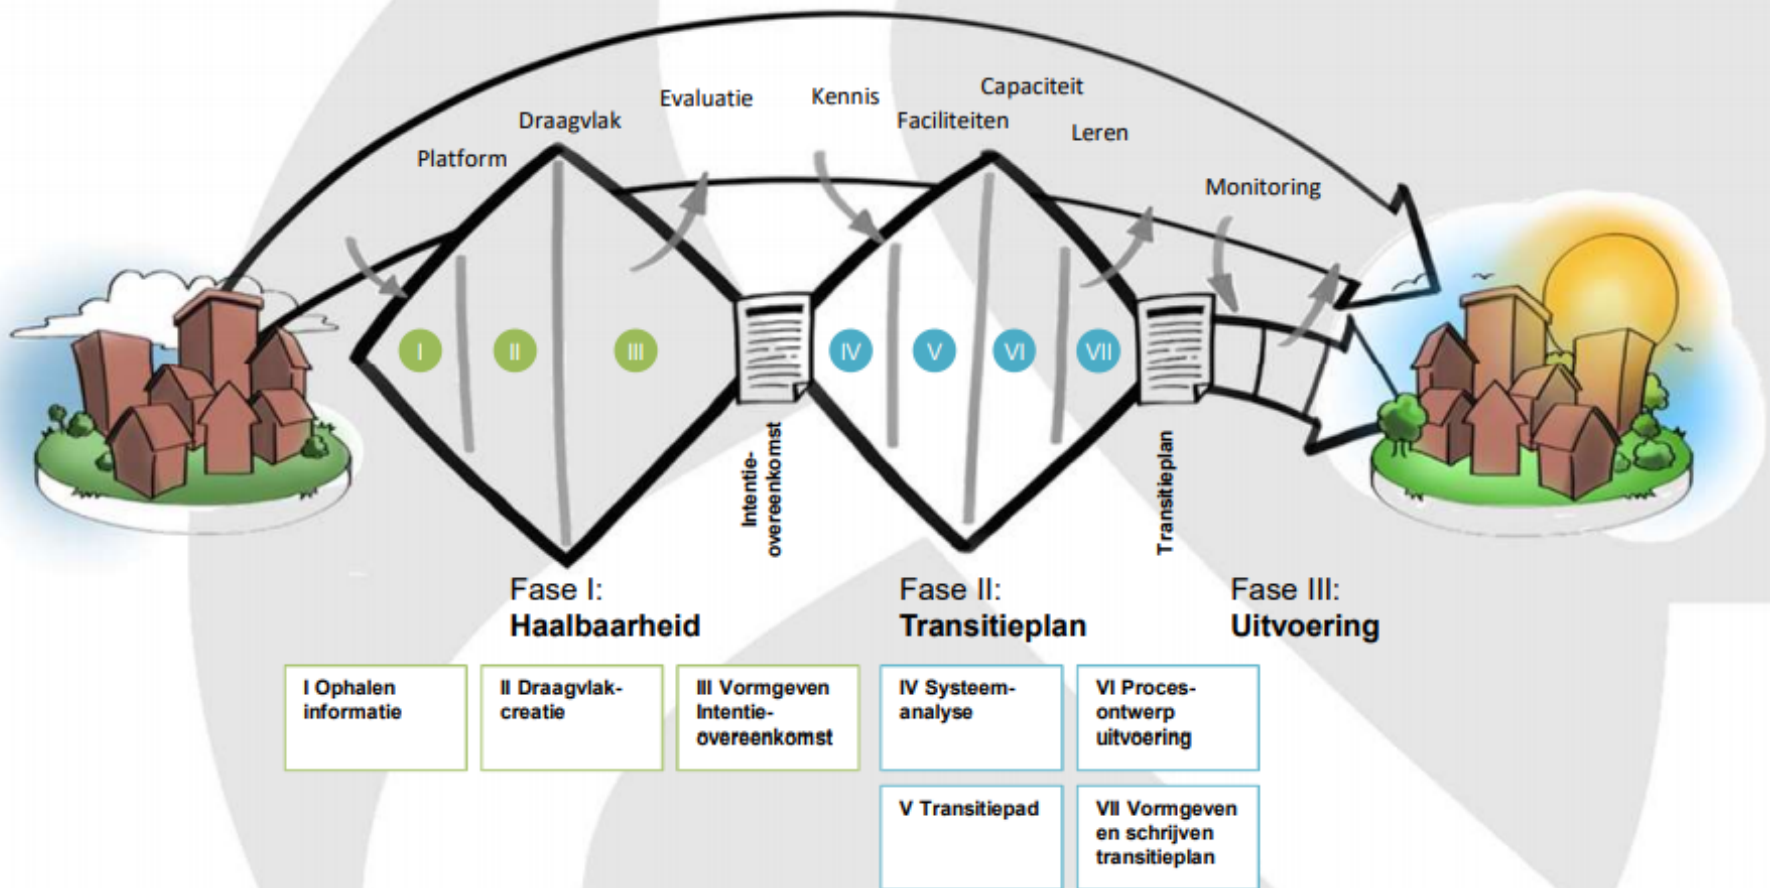 Capaciteit
Evaluatie
Kennis
Draagvlak
Faciliteiten
Leren
Platform
Monitoring
I
II
III
IV
V
VI
VII
Intentie-
overeenkomst
Transitieplan
Fase I:
Haalbaarheid
Fase II:
Transitieplan
Fase III:
Uitvoering
I Ophalen
informatie
II Draagvlak-
creatie
III Vormgeven
Intentie-
overeenkomst
IV Systeem-
analyse
VI Proces-
ontwerp
uitvoering
V Transitiepad
VII Vormgeven
en schrijven
transitieplan